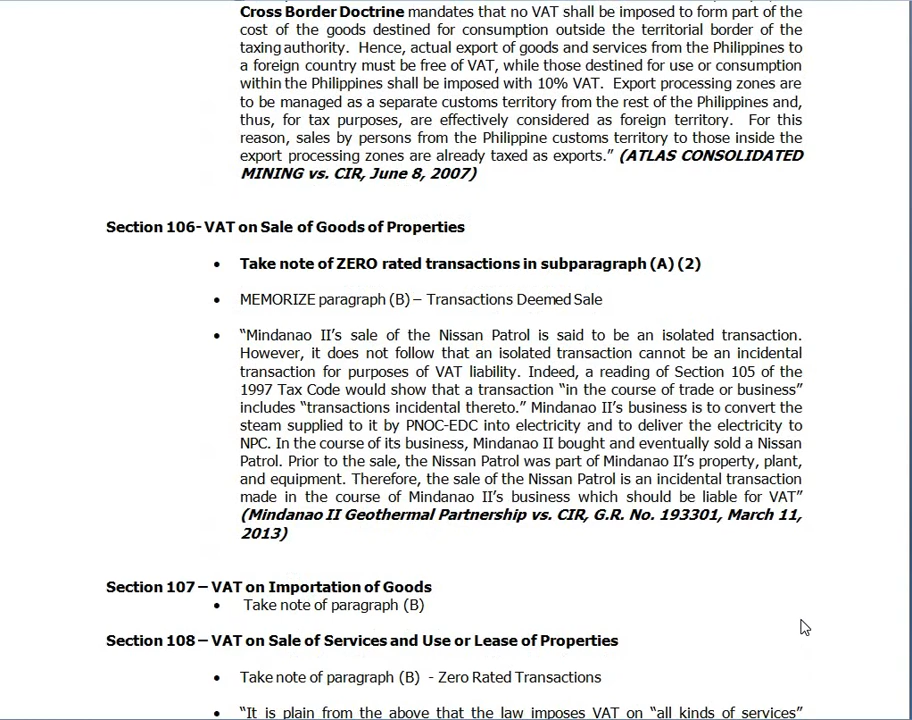 Cross Border Doctrine mandates that no VAT shall be imposed to form part of the
cost of the goods destined for consumption outside the territorial border of the
taxing authority. Hence, actual export of goods and services from the Philippines to
a foreign country must be free of VAT, while those destined for use or consumption
within the Philippines shall be imposed with 10% VAT. Export processing zones are
to be managed as a separate customs territory from the rest of the Philippines and,
thus, for tax purposes, are effectively considered as foreign territory. For this
reason, sales by persons from the Philippine customs territory to those inside the
export processing zones are already taxed as exports.” (ATLAS CONSOLIDATED
MINING vs. CIR, June 8, 2007)
Section 106- VAT on Sale of Goods of Properties
• Take note of ZERO rated transactions in subparagraph (A) (2)
• MEMORIZE paragraph (B) – Transactions Deemed Sale
• “Mindanao II’s sale of the Nissan Patrol is said to be an isolated transaction.
However, it does not follow that an isolated transaction cannot be an incidental
transaction for purposes of VAT liability. Indeed, a reading of Section 105 of the
1997 Tax Code would show that a transaction “in the course of trade or business”
includes “transactions incidental thereto.” Mindanao II’s business is to convert the
steam supplied to it by PNOC-EDC into electricity and to deliver the electricity to
NPC. In the course of its business, Mindanao II bought and eventually sold a Nissan
Patrol. Prior to the sale, the Nissan Patrol was part of Mindanao II’s property, plant,
and equipment. Therefore, the sale of the Nissan Patrol is an incidental transaction
made in the course of Mindanao II’s business which should be liable for VAT”
(Mindanao II Geothermal Partnership vs. CIR, G.R. No. 193301, March 11,
2013)
Section 107 – VAT on Importation of Goods
• Take note of paragraph (B)
Section 108 – VAT on Sale of Services and Use or Lease of Properties
• Take note of paragraph (B) - Zero Rated Transactions
• “It is plain from the above that the law imposes VAT on “all kinds of services”